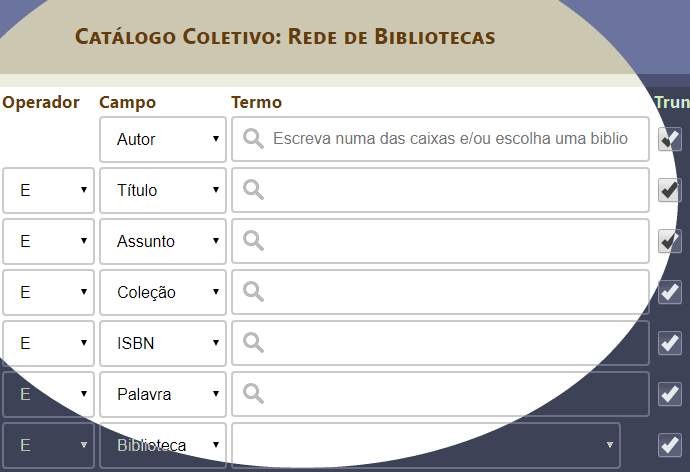 Catálogo Coletivo: Rede de Bibliotecas
Operador Campo Termo Trun
Autor Escreva numa das caixas e/ou escolha uma biblio
E Título
E Assunto
E Coleção
E ISBN
E Palavra
E Biblioteca